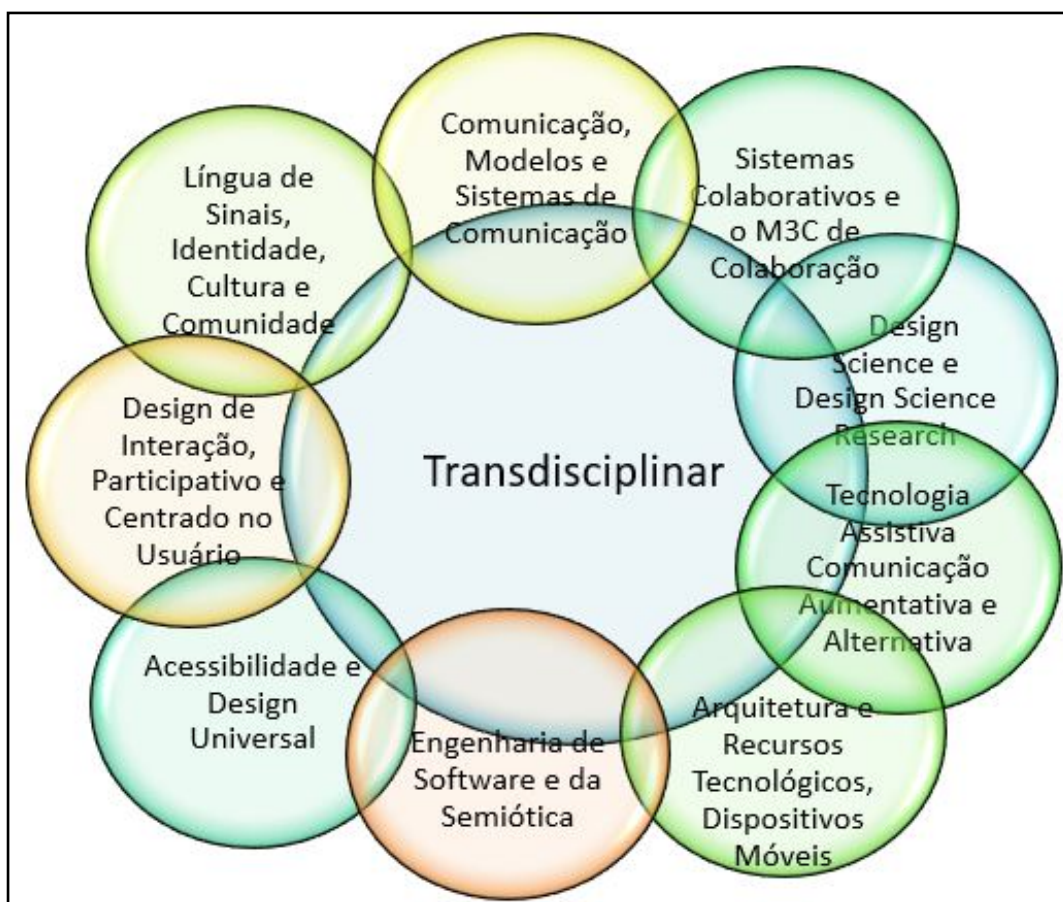 Comunicação,
Modelos e
Sistemas de
Comunicação
Sistemas
Colaborativos e
o M3C de
Colaboração
Design
Science e
Design Science
Research
Tecnologia
Assistiva
Comunicação
Aumentativa e
Alternativa
Arquitetura e
Recursos
Tecnológicos,
Dispositivos
Móveis
Engenharia de
Software e da
Semiótica
Acessibilidade e
Design
Universal
Design de
Interação,
Participativo e
Centrado no
Usuário
Língua de
Sinais,
Identidade,
Cultura e
Comunidade
Transdisciplinar